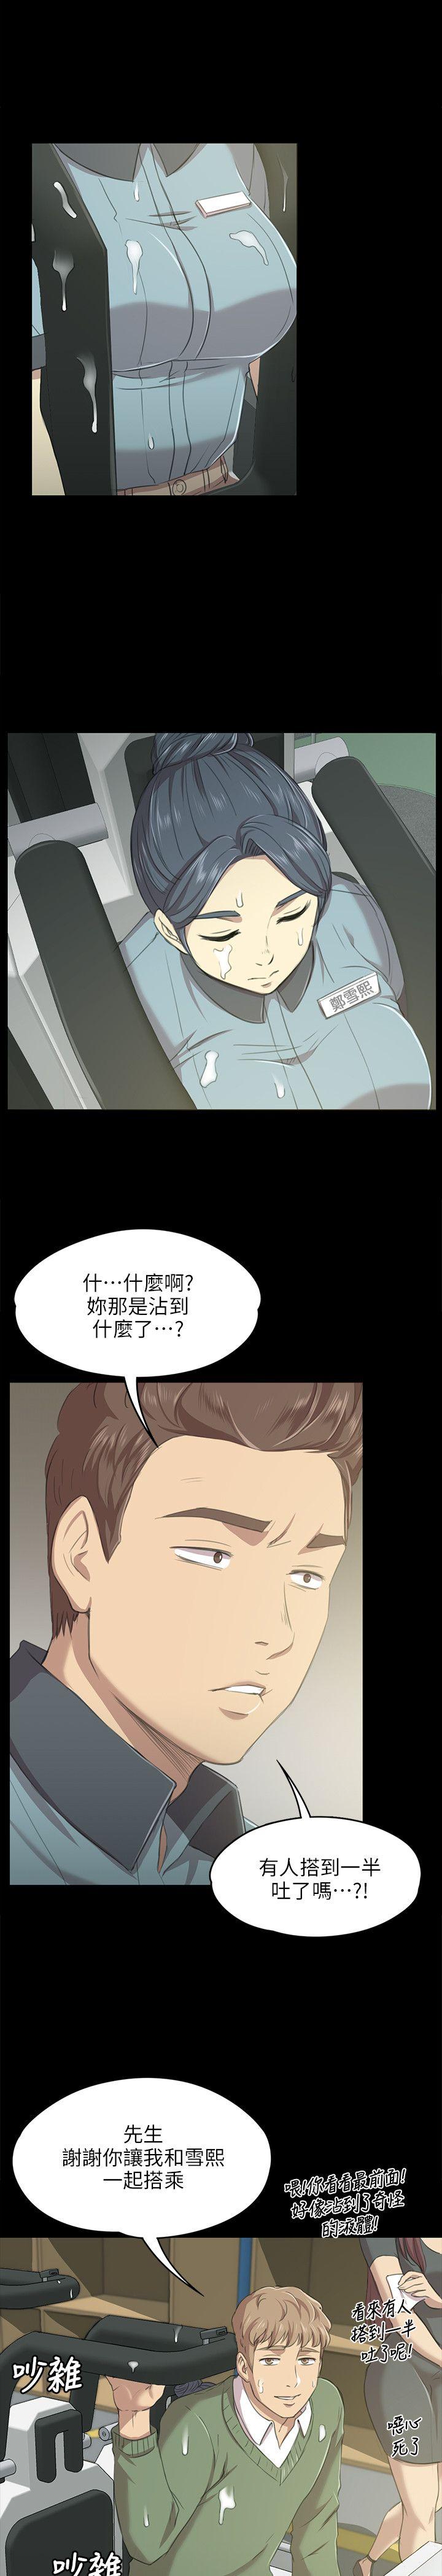 鄭雪熙
什⋯什麼啊?
妳那是沾到
什麼了⋯?
有人搭到一半
吐了嗎⋯?!
先生
謝謝你讓我和雪熙
一起搭乘
喂!你看看最前面!
好像沾到了奇怪
的液體!
看來有人
搭到一半
吐了呢!
吵雜
噁心
死了
吵雜